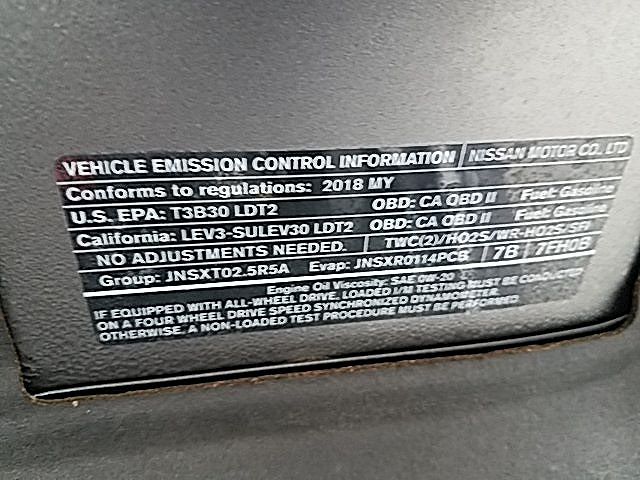 VEHICLE EMISSION CONTROL INFORMATION NISSAN MOTOR CO., LTD
Conforms to regulations: 2018 MY
U.S. EPA: T3B30 LDT2 OBD: CA OBD II Fuel: Gasoline
California: LEV3-SULEV30 LDT2 OBD: CA OBD II Fuel: Gasoline
NO ADJUSTMENTS NEEDED. TWC(2)/HO2S/WR-HO2S/SFI
Group: JNSXT02.5R5A Evap: JNSXR0114PCB 7B 7FH0B
Engine Oil Viscosity: SAE 0W-20
IF EQUIPPED WITH ALL-WHEEL DRIVE, LOADED I/M TESTING MUST BE CONDUCTED
ON A FOUR WHEEL DRIVE SPEED SYNCHRONIZED DYNAMOMETER.
OTHERWISE, A NON-LOADED TEST PROCEDURE MUST BE PERFORMED.